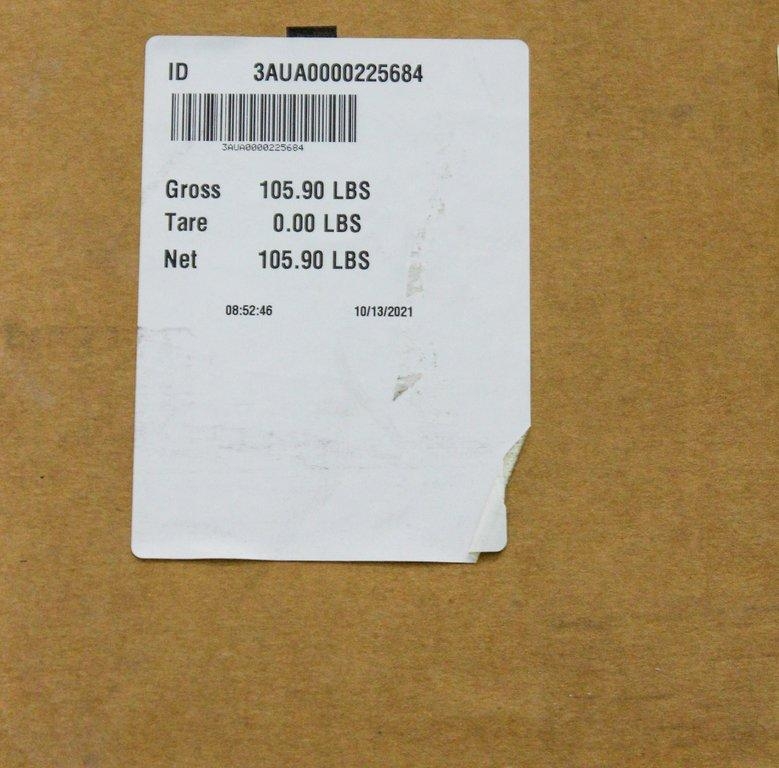 ID 3AUA0000225684
3AUA0000225684
Gross 105.90 LBS
Tare 0.00 LBS
Net 105.90 LBS
08:52:46 10/13/2021